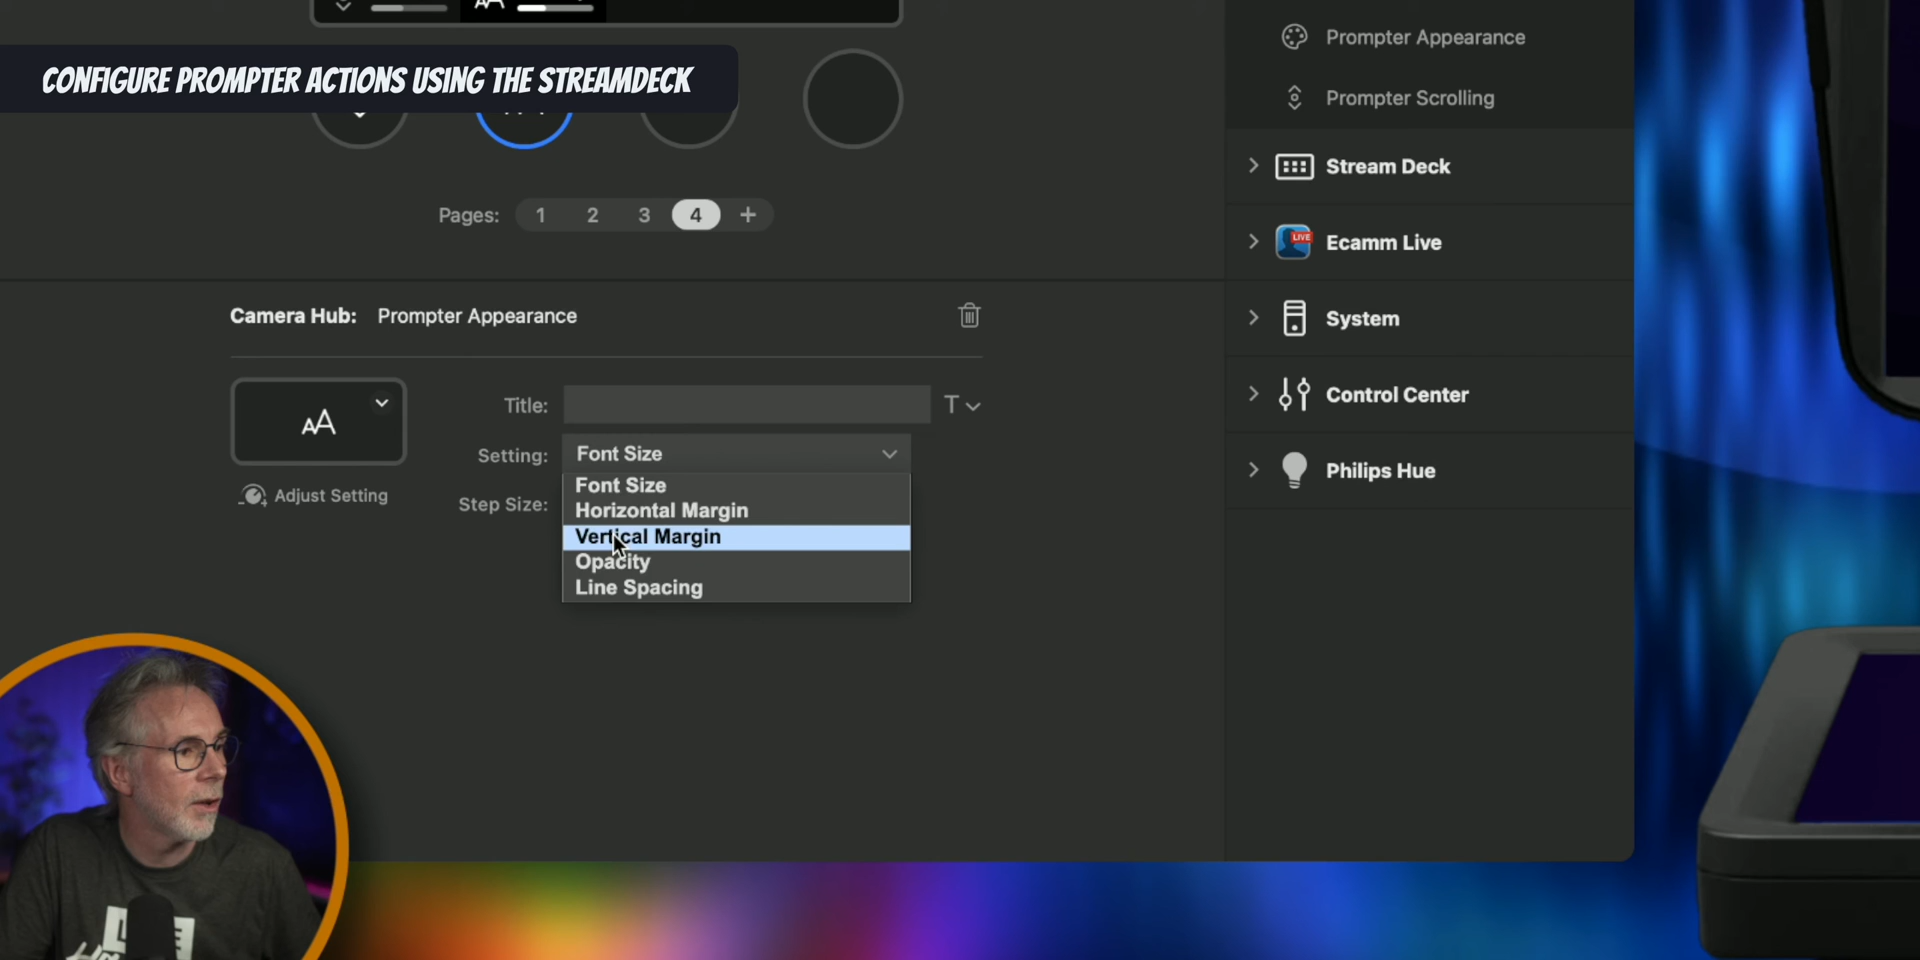 CONFIGURE PROMPTER ACTIONS USING THE STREAMDECK
Pages: 1 2 3 4 +
Camera Hub: Prompter Appearance
AA
Adjust Setting
Title:
T
Setting: Font Size
Step Size:
Font Size
Horizontal Margin
Vertical Margin
Opacity
Line Spacing
Prompter Appearance
Prompter Scrolling
Stream Deck
LIVE
Ecamm Live
System
Control Center
Philips Hue